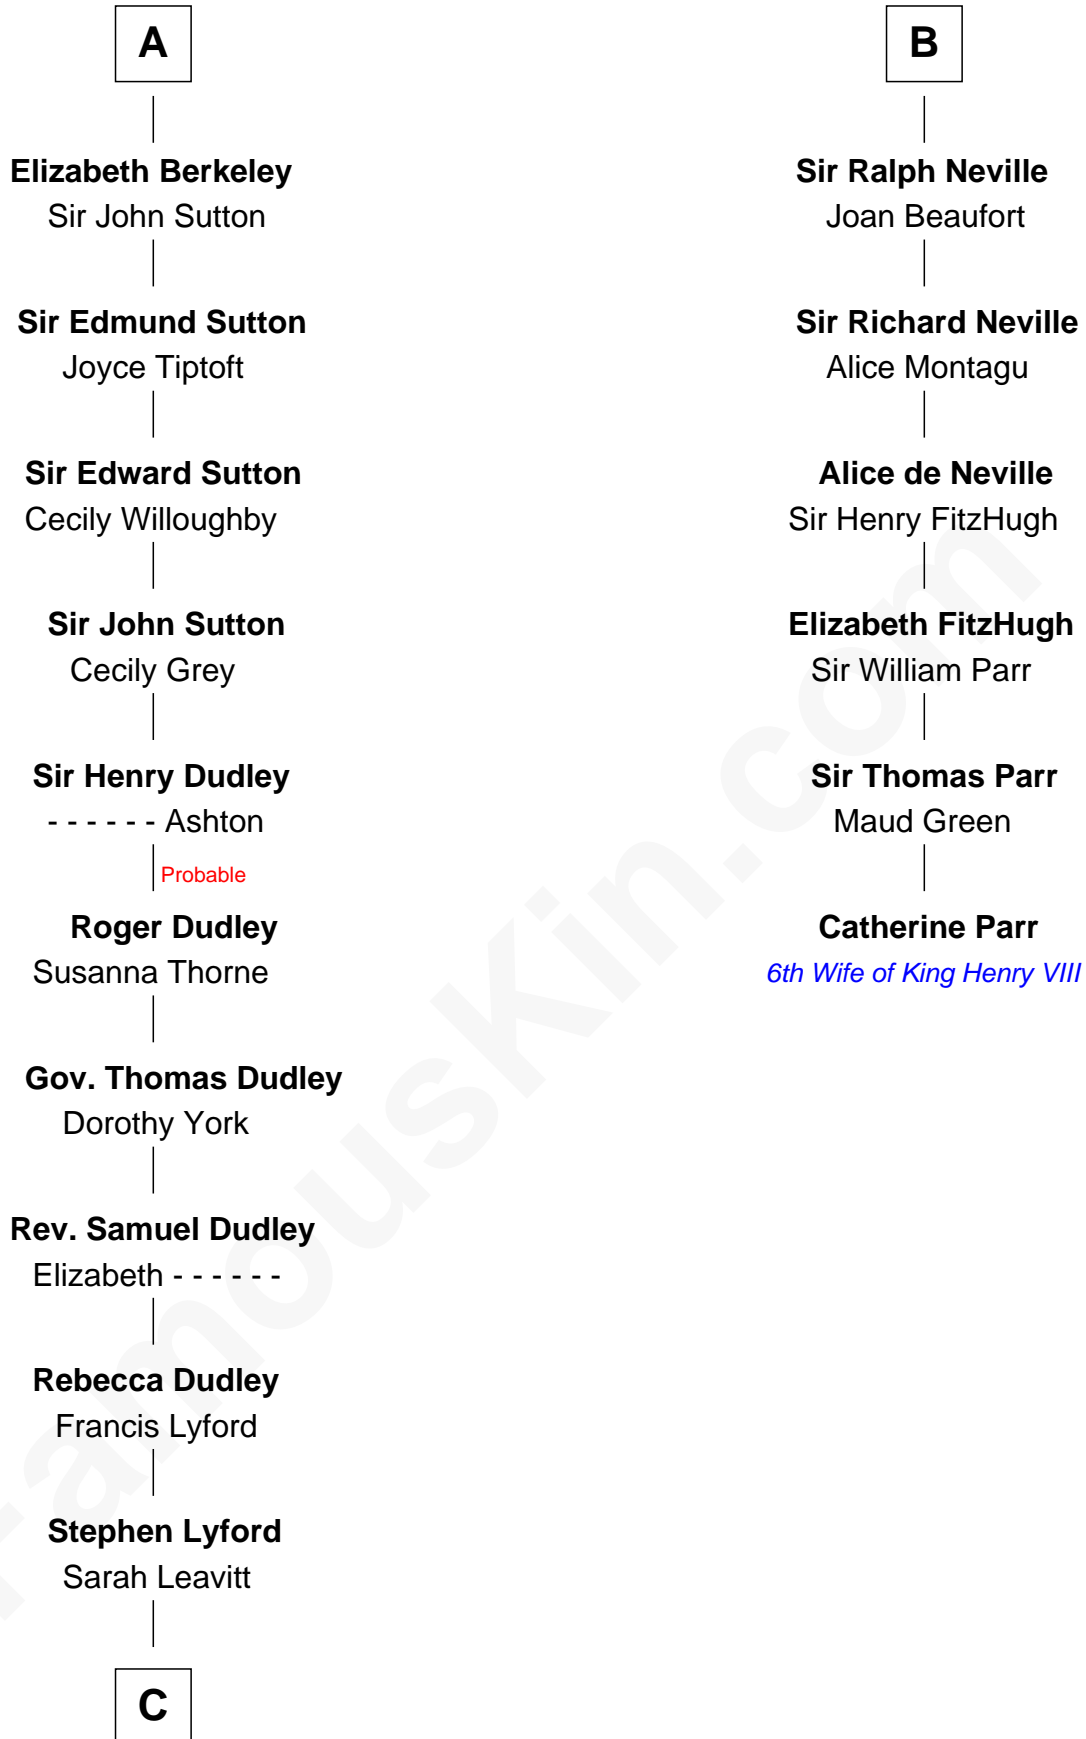 A
Elizabeth Berkeley
Sir John Sutton
Sir Edmund Sutton
Joyce Tiptoft
Sir Edward Sutton
Cecily Willoughby
Sir John Sutton
Cecily Grey
Sir Henry Dudley
- - - - - - Ashton
Probable
Roger Dudley
Susanna Thorne
Gov. Thomas Dudley
Dorothy York
Rev. Samuel Dudley
Elizabeth - - - - - -
Rebecca Dudley
Francis Lyford
Stephen Lyford
Sarah Leavitt
C
B
Sir Ralph Neville
Joan Beaufort
Sir Richard Neville
Alice Montagu
Alice de Neville
Sir Henry FitzHugh
Elizabeth FitzHugh
Sir William Parr
Sir Thomas Parr
Maud Green
Catherine Parr
6th Wife of King Henry VIII
FamousKin.com